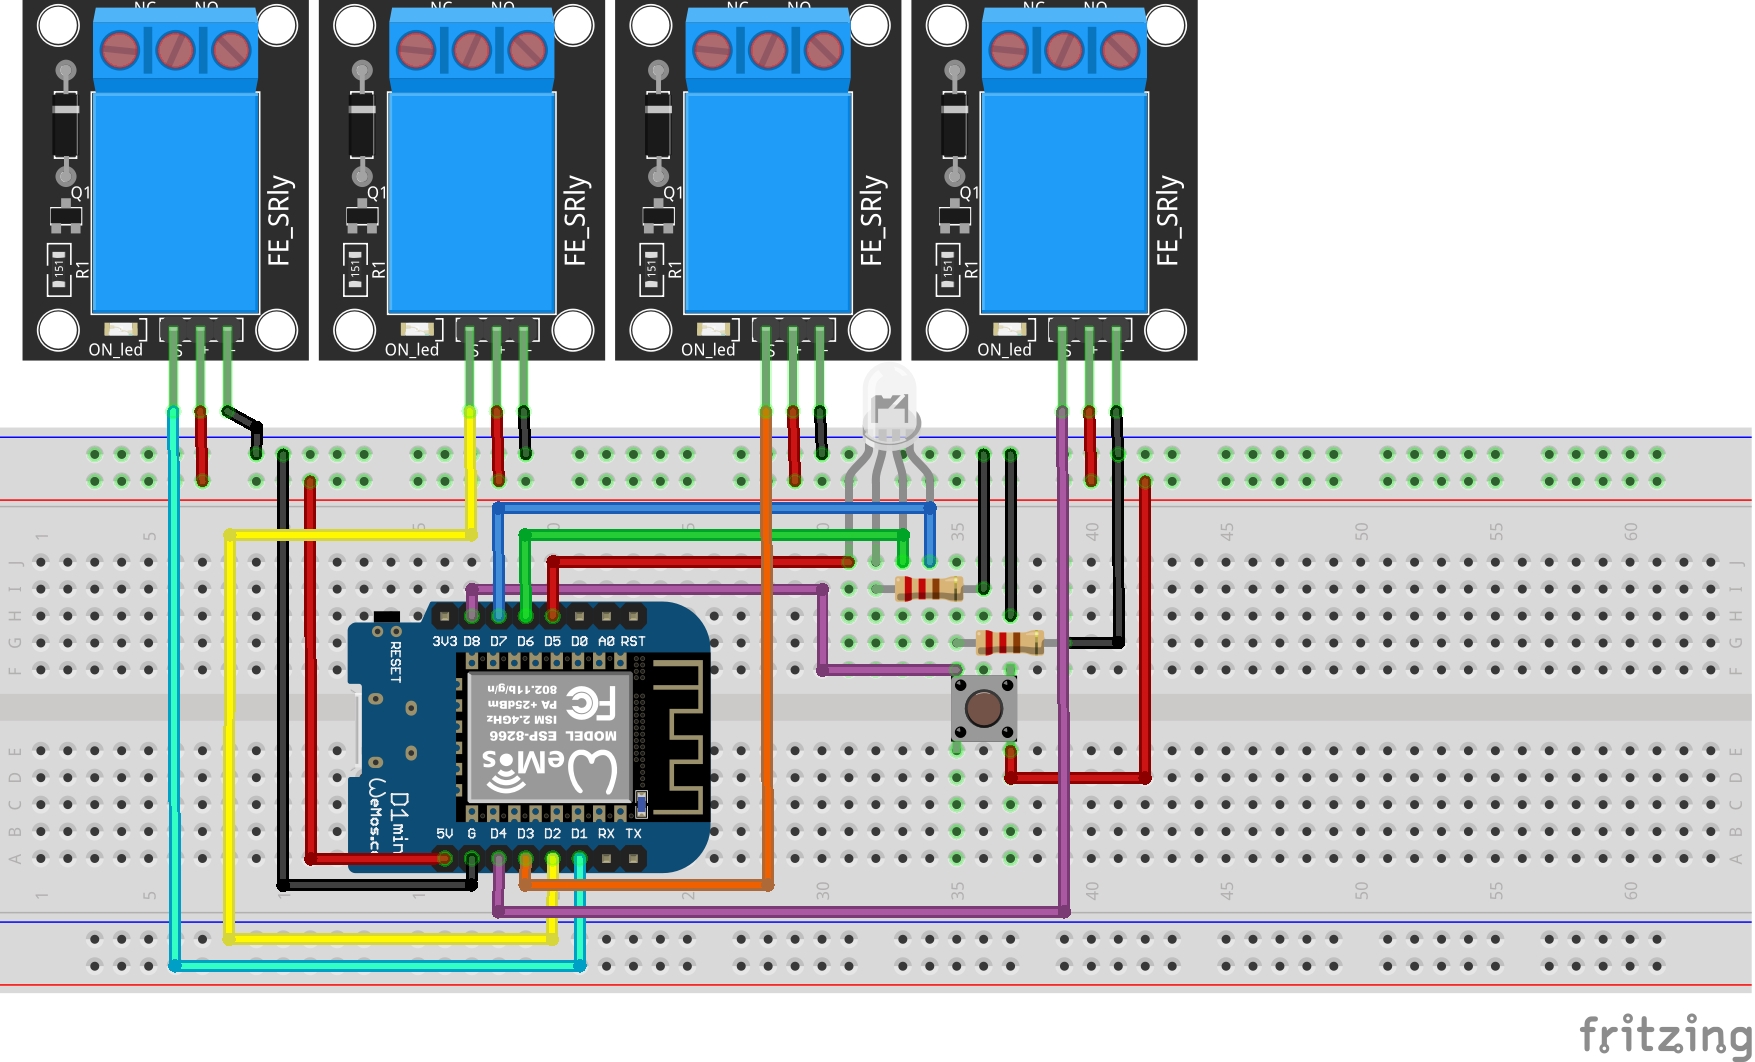 NC NO
NC NO
NC NO
NC NO
Q1
Q1
Q1
Q1
FE_SRly
FE_SRly
FE_SRly
FE_SRly
151 R1
151 R1
151 R1
151 R1
S + -
S + -
S + -
S + -
ON_led
ON_led
ON_led
ON_led
1 5 30 35 40 45 50 55 60
J J
I I
H H
G G
F F
3V3 D8 D7 D6 D5 D0 A0 RST
RESET
802.11b/g/n
PA +25dBm
ISM 2.4GHz
FC
MODEL ESP-8266
WeMos
D1 min
WeMos.c
5V G D4 D3 D2 D1 RX TX
E E
D D
C C
B B
A A
1 5 30 35 40 45 50 55 60
fritzing